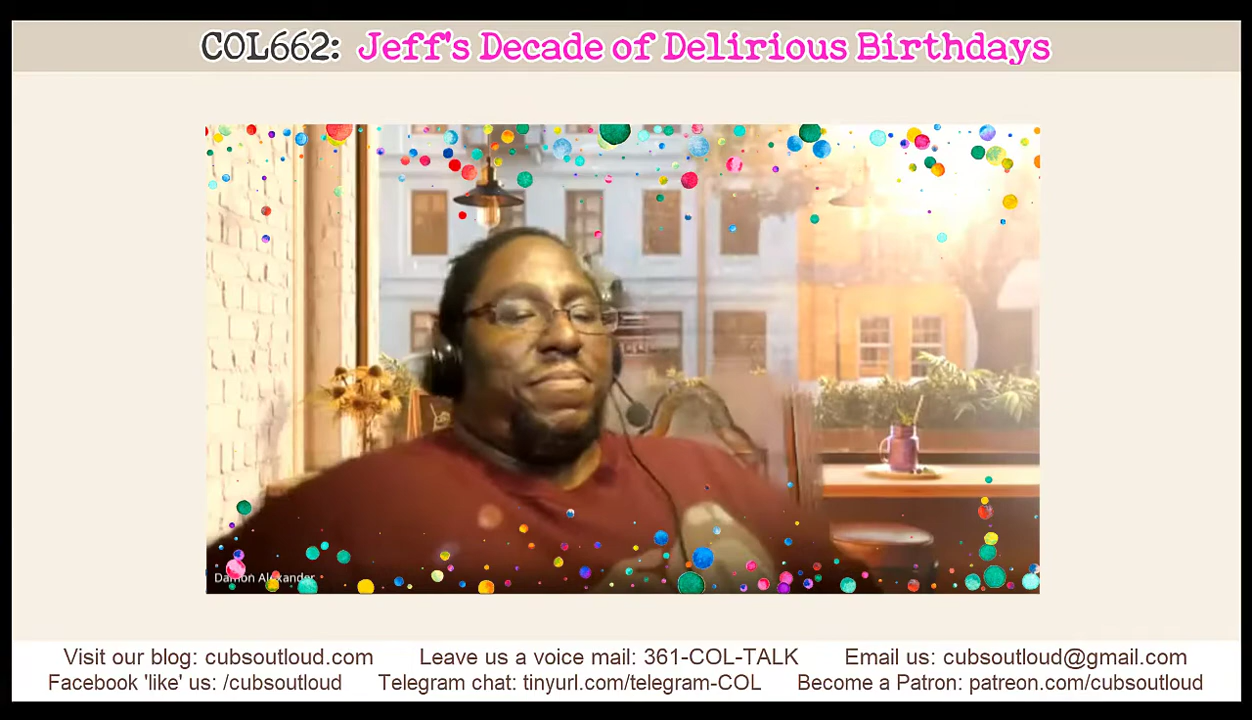 COL662: Jeff's Decade of Delirious Birthdays
Damon Alexander
Visit our blog: cubsoutloud.com Leave us a voice mail: 361-COL-TALK Email us: cubsoutloud@gmail.com
Facebook 'like' us: /cubsoutloud Telegram chat: tinyurl.com/telegram-COL Become a Patron: patreon.com/cubsoutloud